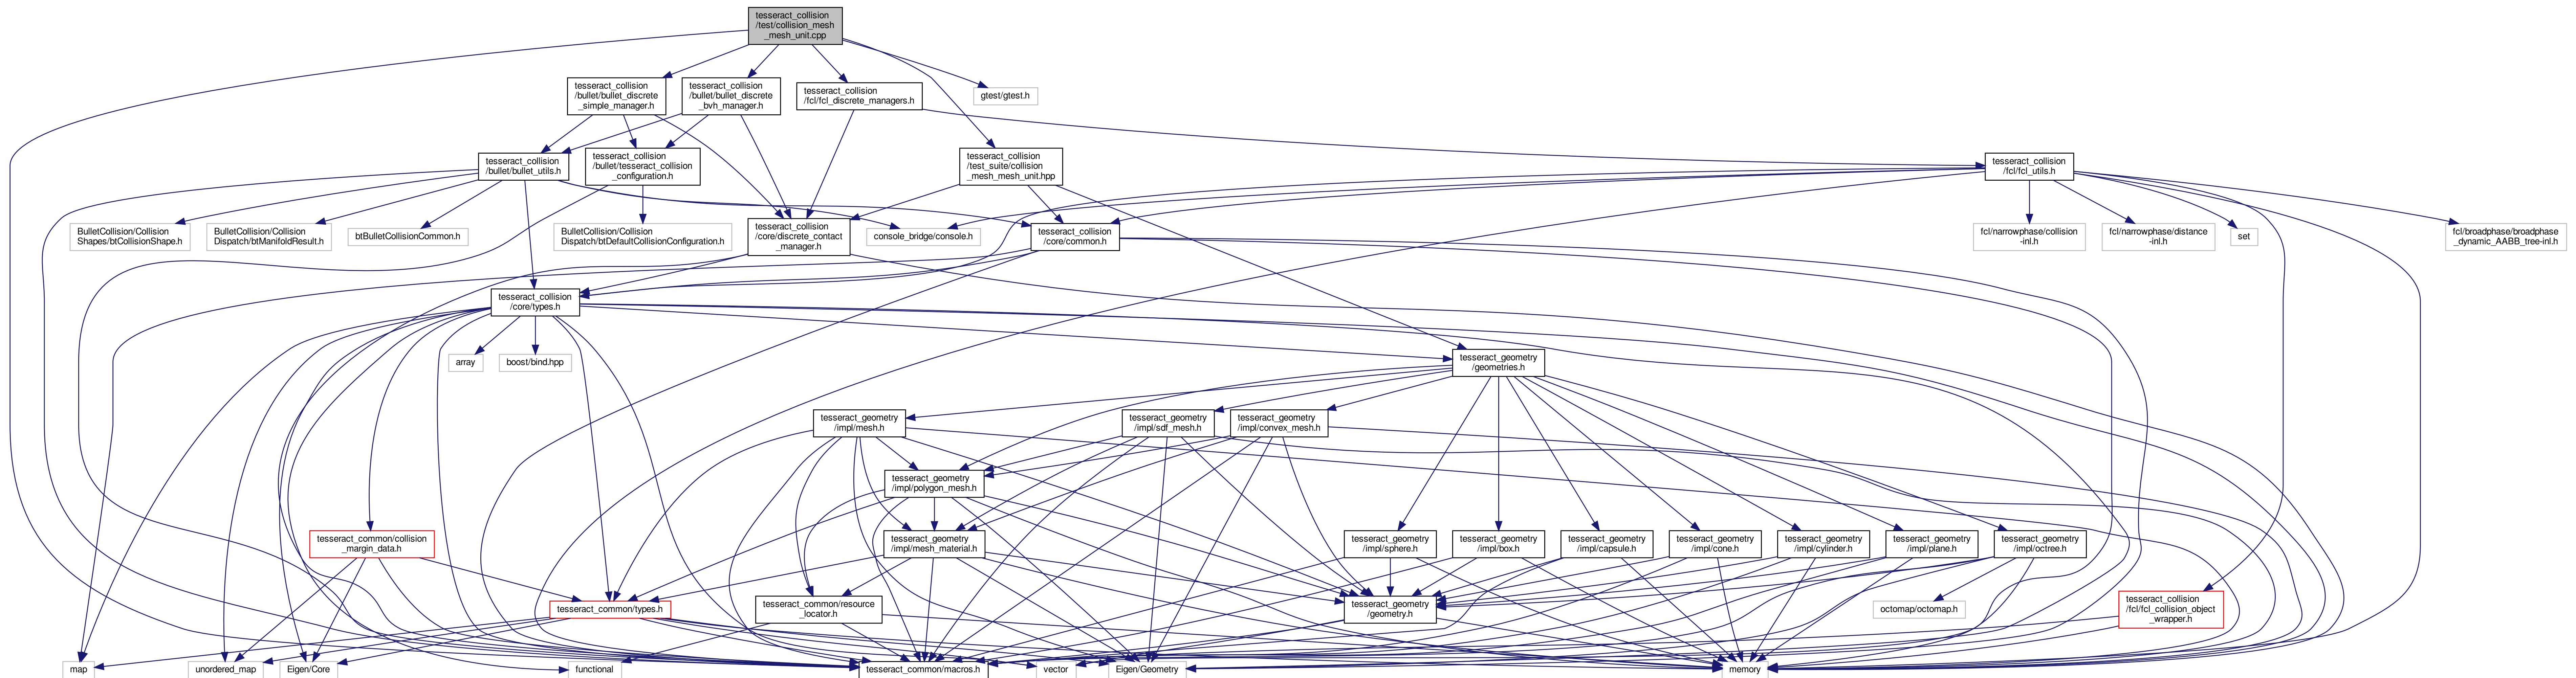 tesseract_collision
/test/collision_mesh
_mesh_unit.cpp
tesseract_collision
/bullet/bullet_discrete
_simple_manager.h
tesseract_collision
/bullet/bullet_discrete
_bvh_manager.h
tesseract_collision
/fcl/fcl_discrete_managers.h
gtest/gtest.h
tesseract_collision
/bullet/bullet_utils.h
tesseract_collision
/bullet/tesseract_collision
_configuration.h
tesseract_collision
/test_suite/collision
_mesh_mesh_unit.hpp
tesseract_collision
/fcl/fcl_utils.h
BulletCollision/Collision
Shapes/btCollisionShape.h
BulletCollision/Collision
Dispatch/btManifoldResult.h
btBulletCollisionCommon.h
BulletCollision/Collision
Dispatch/btDefaultCollisionConfiguration.h
tesseract_collision
/core/discrete_contact
_manager.h
console_bridge/console.h
tesseract_collision
/core/common.h
fcl/narrowphase/collision
-inl.h
fcl/narrowphase/distance
-inl.h
set
fcl/broadphase/broadphase
_dynamic_AABB_tree-inl.h
tesseract_collision
/core/types.h
array
boost/bind.hpp
tesseract_geometry
/geometries.h
tesseract_geometry
/impl/mesh.h
tesseract_geometry
/impl/sdf_mesh.h
tesseract_geometry
/impl/convex_mesh.h
tesseract_geometry
/impl/polygon_mesh.h
tesseract_common/collision
_margin_data.h
tesseract_geometry
/impl/mesh_material.h
tesseract_geometry
/impl/sphere.h
tesseract_geometry
/impl/box.h
tesseract_geometry
/impl/capsule.h
tesseract_geometry
/impl/cone.h
tesseract_geometry
/impl/cylinder.h
tesseract_geometry
/impl/plane.h
tesseract_geometry
/impl/octree.h
tesseract_common/types.h
tesseract_common/resource
_locator.h
tesseract_geometry
/geometry.h
octomap/octomap.h
tesseract_collision
/fcl/fcl_collision_object
_wrapper.h
map
unordered_map
Eigen/Core
functional
tesseract_common/macros.h
vector
Eigen/Geometry
memory